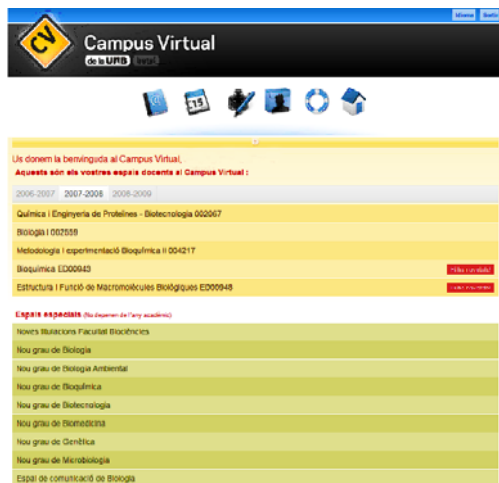 Idioma
CV
Campus Virtual
de la UAB
15
Us donem la benvinguda al Campus Virtual,
Aquests són els vostres espais docents al Campus Virtual :
2006-2007 2007-2008 2008-2009
Química i Enginyeria de Proteïnes - Biotecnologia 002067
Biologia I 002559
Metodologia i experimentació Bioquímica II 004217
Bioquímica ED00943
Estructura i Funció de Macromolècules Biològiques ED00948
Espais especials (No depenen de l'any acadèmic)
Noves titulacions Facultat Biociències
Nou grau de Biologia
Nou grau de Biologia Ambiental
Nou grau de Bioquímica
Nou grau de Biotecnologia
Nou grau de Biomedicina
Nou grau de Genètica
Nou grau de Microbiologia
Espai de comunicació de Biologia